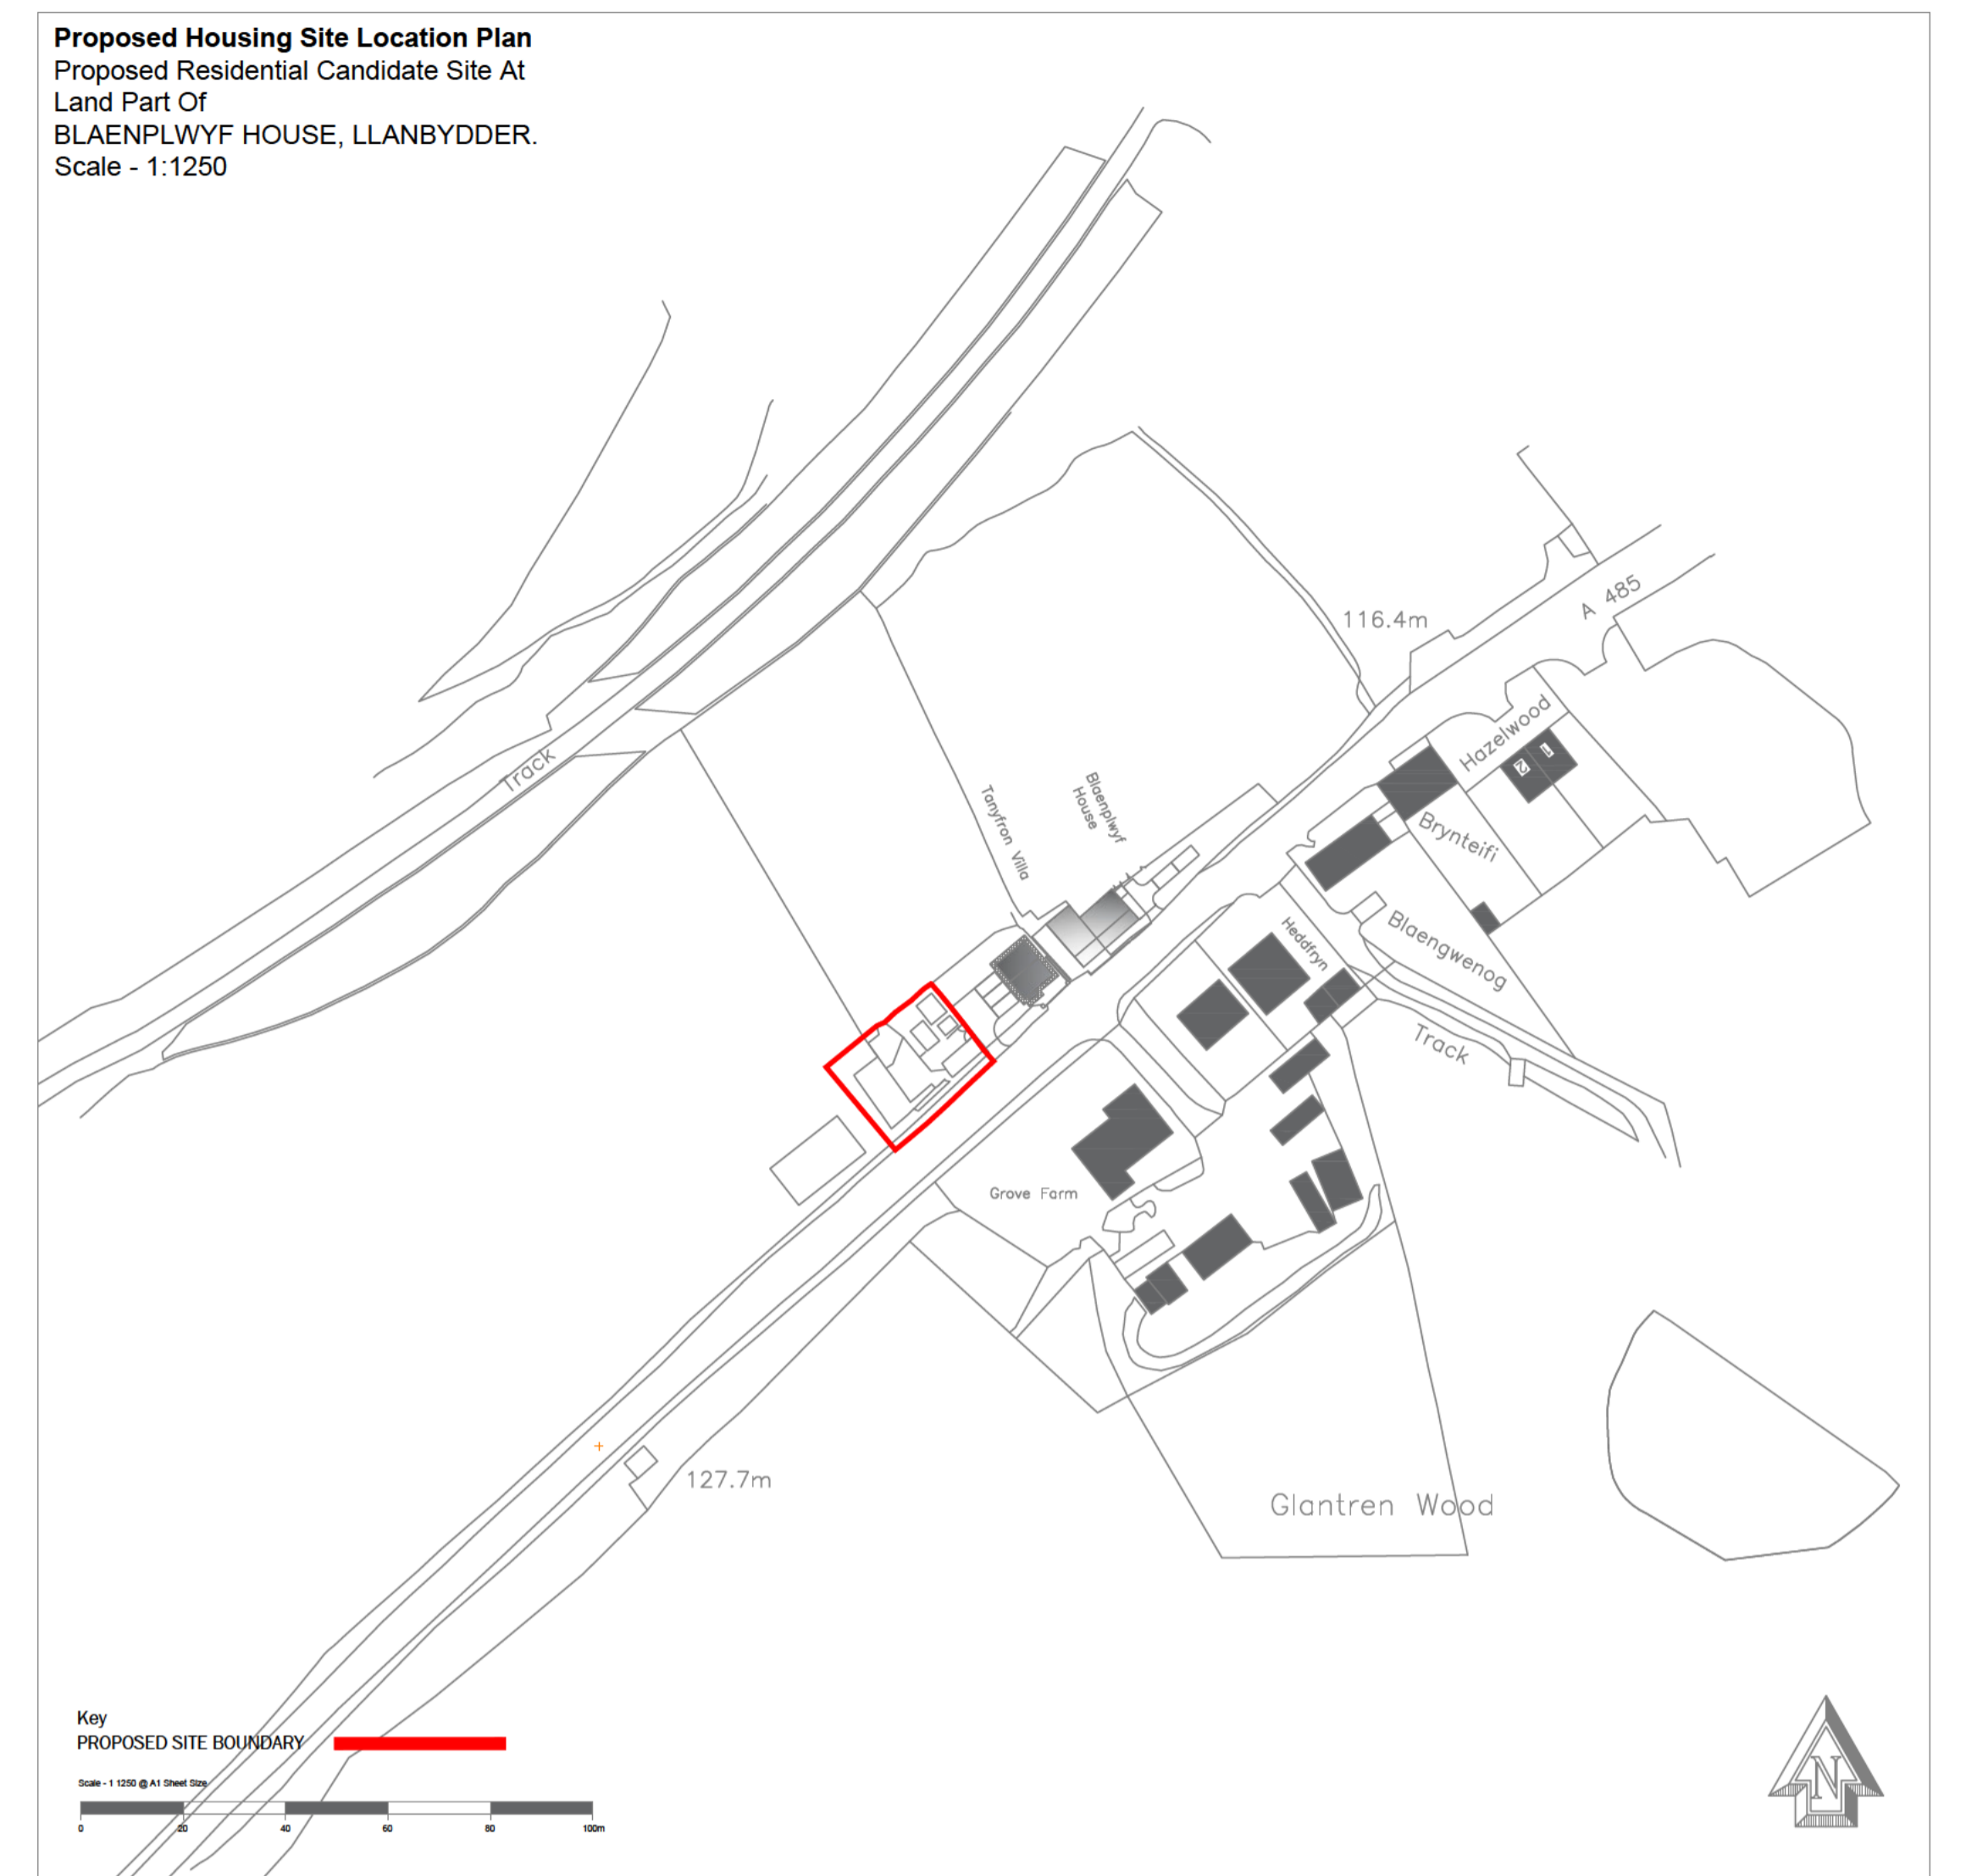 Proposed Housing Site Location Plan
Proposed Residential Candidate Site At
Land Part Of
BLAENPLWYF HOUSE, LLANBYDDER.
Scale - 1:1250
A 485
116.4m
Hazelwood
1
2
Track
Tanyfron Villa
Blaenplwyf
House
Brynteifi
Heddfryn
Blaengwenog
Track
Grove Farm
127.7m
Glantren Wood
Key
PROPOSED SITE BOUNDARY
Scale - 1 1250 @ A1 Sheet Size
0 20 40 60 80 100m
N